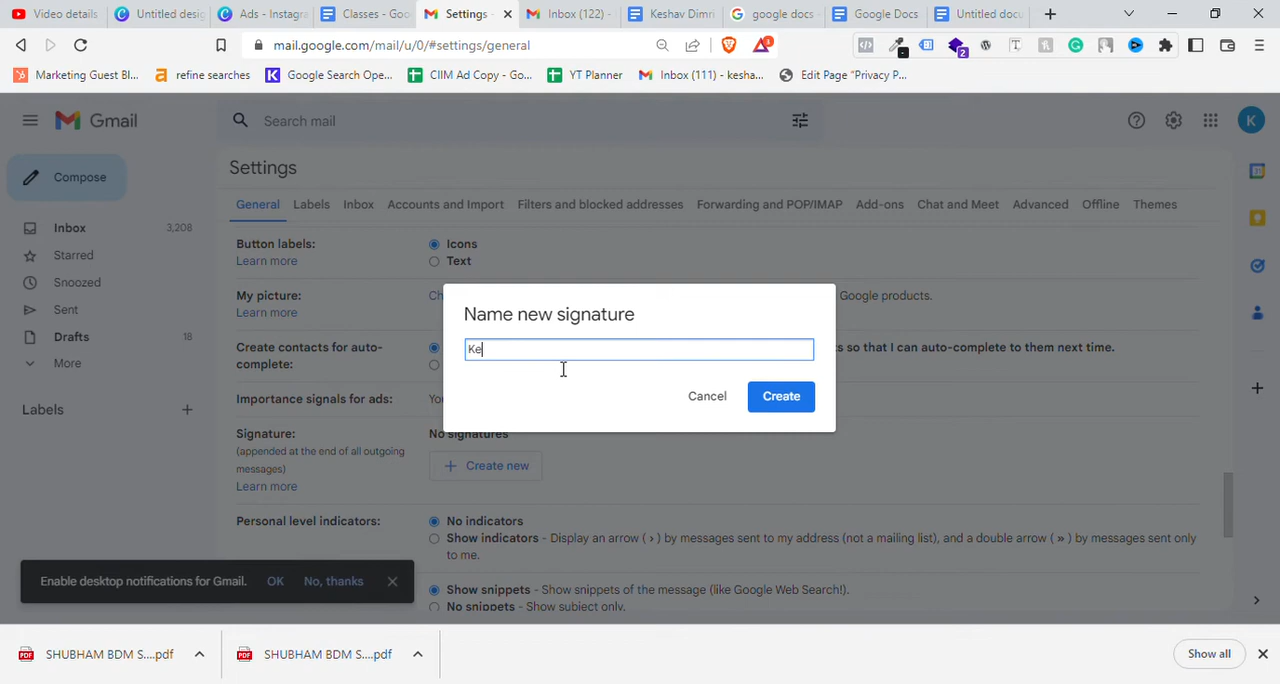 Video details
Untitled desig
Ads - Instagra
Classes - Goo
Settings -
Inbox (122) -
Keshav Dimri
google docs -
Google Docs
Untitled docu
mail.google.com/mail/u/0/#settings/general
Marketing Guest Bl...
refine searches
Google Search Ope...
CIIM Ad Copy - Go...
YT Planner
Inbox (111) - kesha...
Edit Page "Privacy P...
Gmail
Search mail
K
Compose
Settings
General
Labels
Inbox
Accounts and Import
Filters and blocked addresses
Forwarding and POP/IMAP
Add-ons
Chat and Meet
Advanced
Offline
Themes
Inbox 3,208
Starred
Snoozed
Sent
Drafts 18
More
Labels
Button labels:
Learn more
Icons
Text
My picture:
Learn more
Ch
Google products.
Create contacts for auto-
complete:
s so that I can auto-complete to them next time.
Importance signals for ads:
Yo
Name new signature
Ke
Cancel
Create
Signature:
(appended at the end of all outgoing
messages)
Learn more
No signatures
Create new
Personal level indicators:
No indicators
Show indicators - Display an arrow ( › ) by messages sent to my address (not a mailing list), and a double arrow ( » ) by messages sent only
to me.
Show snippets - Show snippets of the message (like Google Web Search!).
No snippets - Show subject only.
Enable desktop notifications for Gmail.
OK
No, thanks
SHUBHAM BDM S....pdf
SHUBHAM BDM S....pdf
Show all